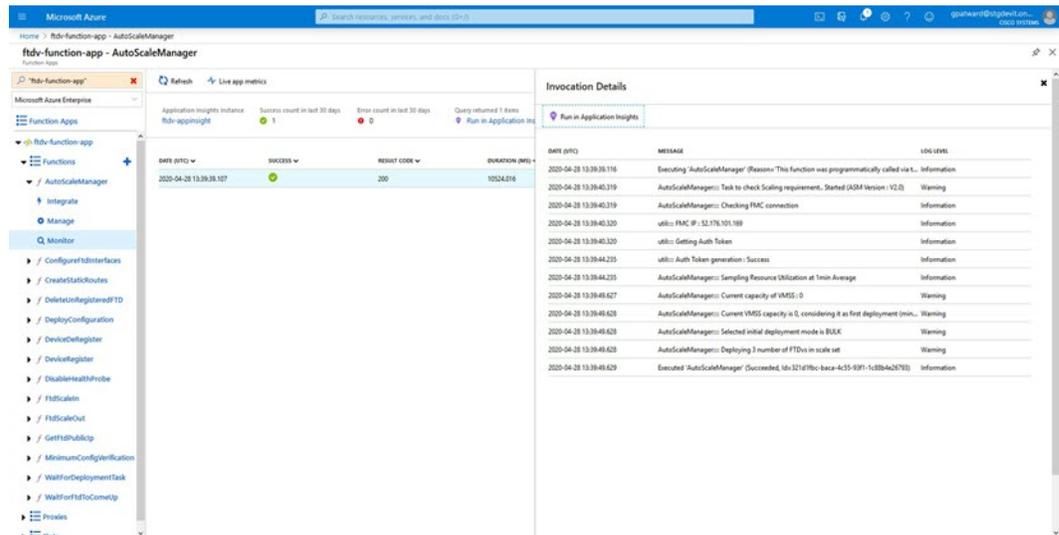 Microsoft Azure
Search resources, services, and docs (G+/)
gpatward@stgdevit.on...
CISCO SYSTEMS
Home > ftdv-function-app - AutoScaleManager
ftdv-function-app - AutoScaleManager
Function Apps
"ftdv-function-app"
Microsoft Azure Enterprise
Function Apps
ftdv-function-app
Functions
AutoScaleManager
Integrate
Manage
Monitor
ConfigureFtdInterfaces
CreateStaticRoutes
DeleteUnRegisteredFTD
DeployConfiguration
DeviceDeRegister
DeviceRegister
DisableHealthProbe
FtdScaleIn
FtdScaleOut
GetFtdPublicIp
MinimumConfigVerification
WaitForDeploymentTask
WaitForFtdToComeUp
Proxies
Refresh Live app metrics
Application Insights Instance
ftdv-appinsight
Success count in last 30 days
1
Error count in last 30 days
0
Query returned 1 items
Run in Application Ins
DATE (UTC) SUCCESS RESULT CODE DURATION (MS)
2020-04-28 13:39:39.107 200 10524.016
Invocation Details
Run in Application Insights
DATE (UTC) MESSAGE LOG LEVEL
2020-04-28 13:39:39.116 Executing 'AutoScaleManager' (Reason='This function was programmatically called via t... Information
2020-04-28 13:39:40.319 AutoScaleManager::: Task to check Scaling requirement.. Started (ASM Version : V2.0) Warning
2020-04-28 13:39:40.319 AutoScaleManager::: Checking FMC connection Information
2020-04-28 13:39:40.320 util::: FMC IP : 52.176.101.169 Information
2020-04-28 13:39:40.320 util::: Getting Auth Token Information
2020-04-28 13:39:44.235 util::: Auth Token generation : Success Information
2020-04-28 13:39:44.235 AutoScaleManager::: Sampling Resource Utilization at 1min Average Information
2020-04-28 13:39:49.627 AutoScaleManager::: Current capacity of VMSS : 0 Warning
2020-04-28 13:39:49.628 AutoScaleManager::: Current VMSS capacity is 0, considering it as first deployment (min... Warning
2020-04-28 13:39:49.628 AutoScaleManager::: Selected initial deployment mode is BULK Warning
2020-04-28 13:39:49.628 AutoScaleManager::: Deploying 3 number of FTDvs in scale set Warning
2020-04-28 13:39:49.629 Executed 'AutoScaleManager' (Succeeded, Id=321d1fbc-baca-4c55-93f1-1c88b4e26793) Information